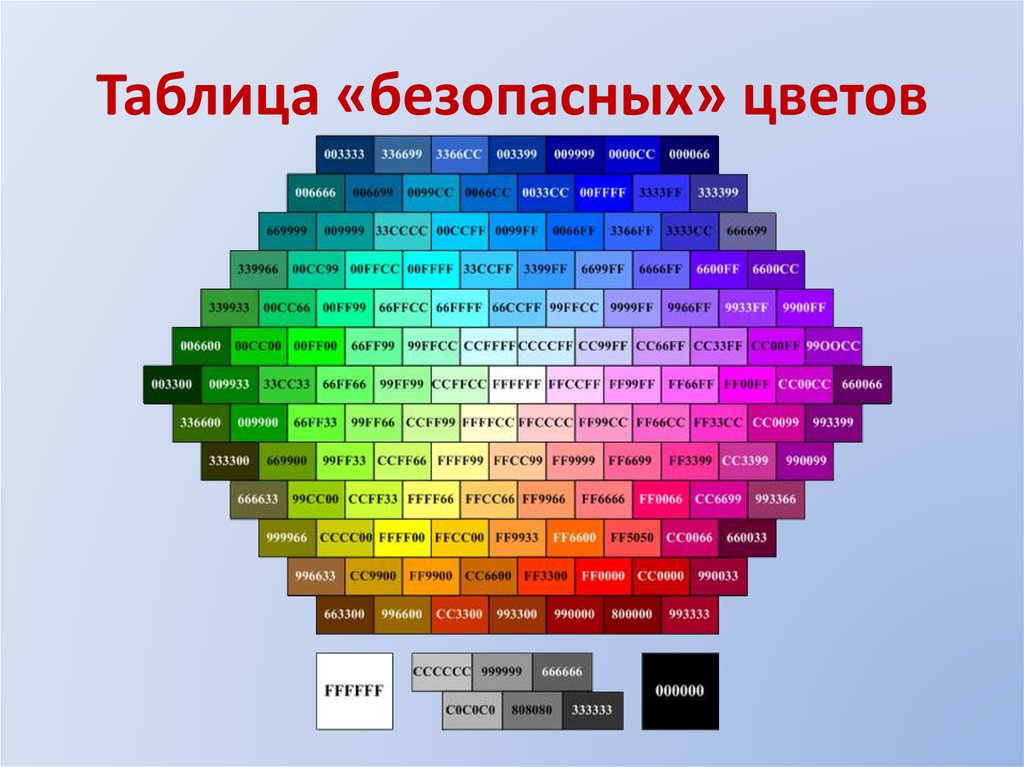 Таблица «безопасных» цветов
003333 336699 3366CC 003399 009999 0000CC 000066
006666 006699 0099CC 0066CC 0033CC 00FFFF 3333FF 333399
669999 009999 33CCCC 00CCFF 0099FF 0066FF 3366FF 3333CC 666699
339966 00CC99 00FFCC 00FFFF 33CCFF 3399FF 6699FF 6666FF 6600FF 6600CC
339933 00CC66 00FF99 66FFCC 66FFFF 66CCFF 99FFCC 9999FF 9966FF 9933FF 9900FF
006600 00CC00 00FF00 66FF99 99FFCC CCFFFF CCCCFF CC99FF CC66FF CC33FF CC00FF 99OOCC
003300 009933 33CC33 66FF66 99FF99 CCFFCC FFFFFF FFCCFF FF99FF FF66FF FF00FF CC00CC 660066
336600 009900 66FF33 99FF66 CCFF99 FFFFCC FFCCCC FF99CC FF66CC FF33CC CC0099 993399
333300 669900 99FF33 CCFF66 FFFF99 FFCC99 FF9999 FF6699 FF3399 CC3399 990099
666633 99CC00 CCFF33 FFFF66 FFCC66 FF9966 FF6666 FF0066 CC6699 993366
999966 CCCC00 FFFF00 FFCC00 FF9933 FF6600 FF5050 CC0066 660033
996633 CC9900 FF9900 CC6600 FF3300 FF0000 CC0000 990033
663300 996600 CC3300 993300 990000 800000 993333
FFFFFF CCCCCC 999999 666666 000000
C0C0C0 808080 333333